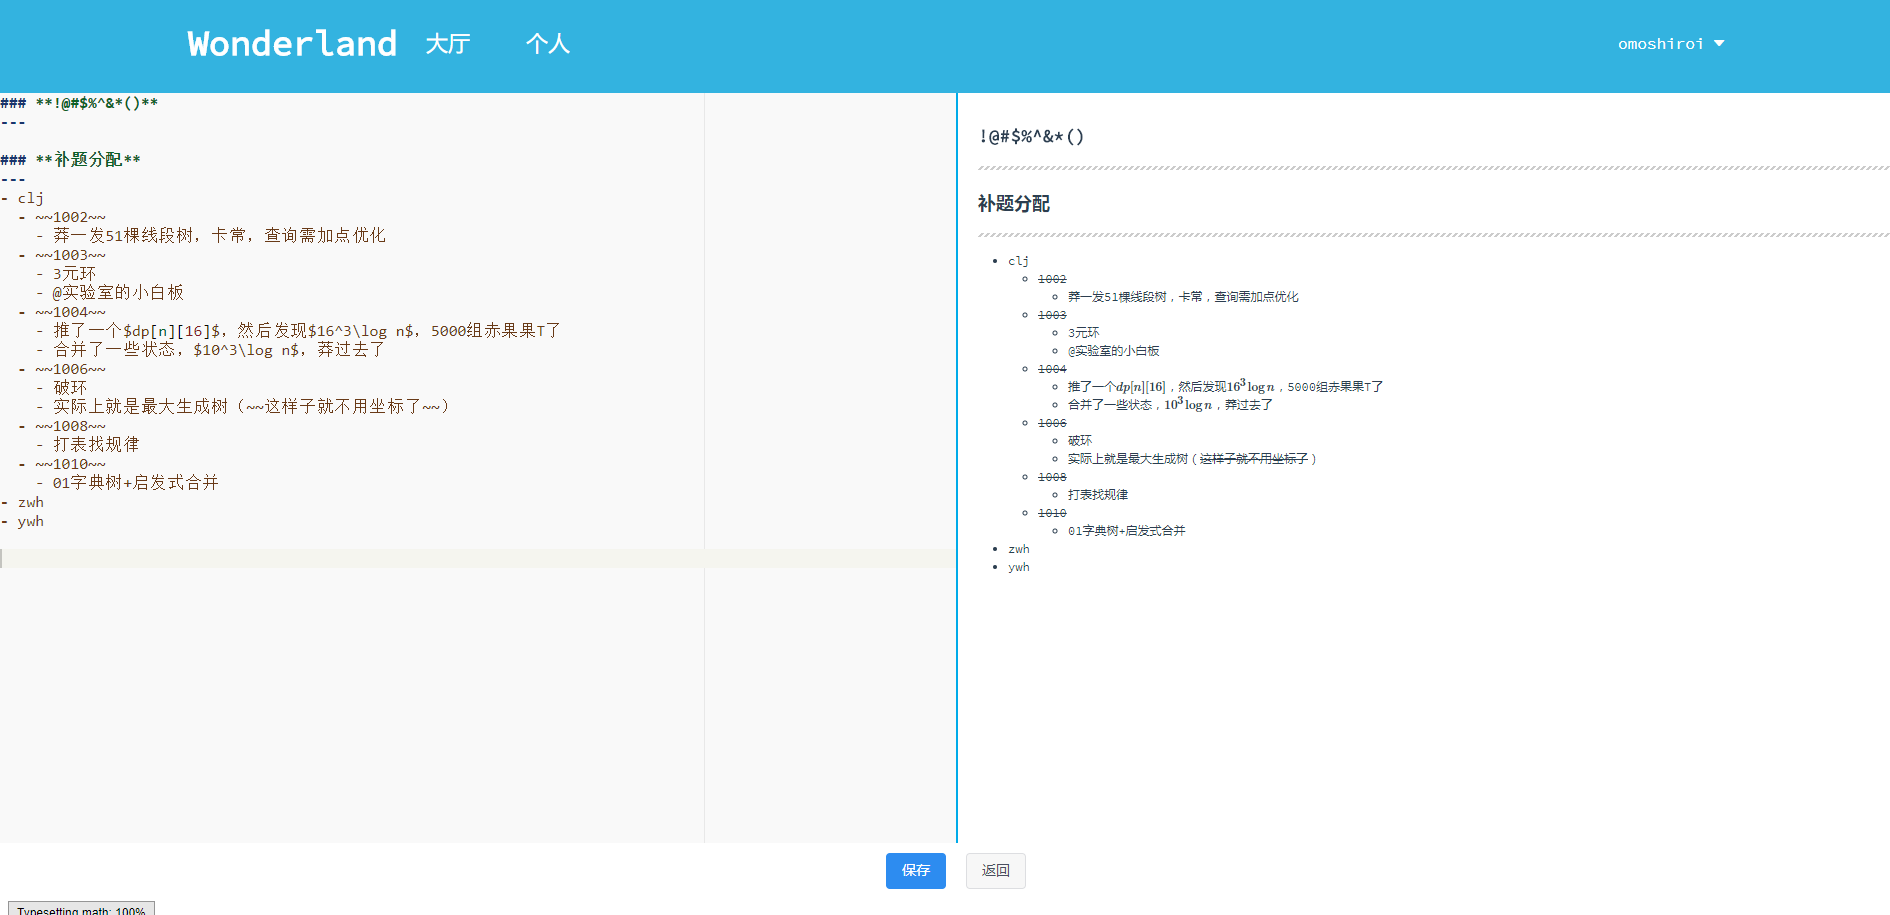 Wonderland 大厅 个人 omoshiroi
### **!@#$%^&*()**
---
### **补题分配**
---
- clj
  - ~~1002~~
    - 莽一发51棵线段树，卡常，查询需加点优化
  - ~~1003~~
    - 3元环
    - @实验室的小白板
  - ~~1004~~
    - 推了一个$dp[n][16]$，然后发现$16^3\log n$，5000组赤果果T了
    - 合并了一些状态，$10^3\log n$，莽过去了
  - ~~1006~~
    - 破环
    - 实际上就是最大生成树（~~这样子就不用坐标了~~）
  - ~~1008~~
    - 打表找规律
  - ~~1010~~
    - 01字典树+启发式合并
- zwh
- ywh
!@#$%^&*()
补题分配
clj
1002
莽一发51棵线段树，卡常，查询需加点优化
1003
3元环
@实验室的小白板
1004
推了一个dp[n][16]，然后发现16³ log n，5000组赤果果T了
合并了一些状态，10³ log n，莽过去了
1006
破环
实际上就是最大生成树（这样子就不用坐标了）
1008
打表找规律
1010
01字典树+启发式合并
zwh
ywh
保存 返回
Typesetting math: 100%